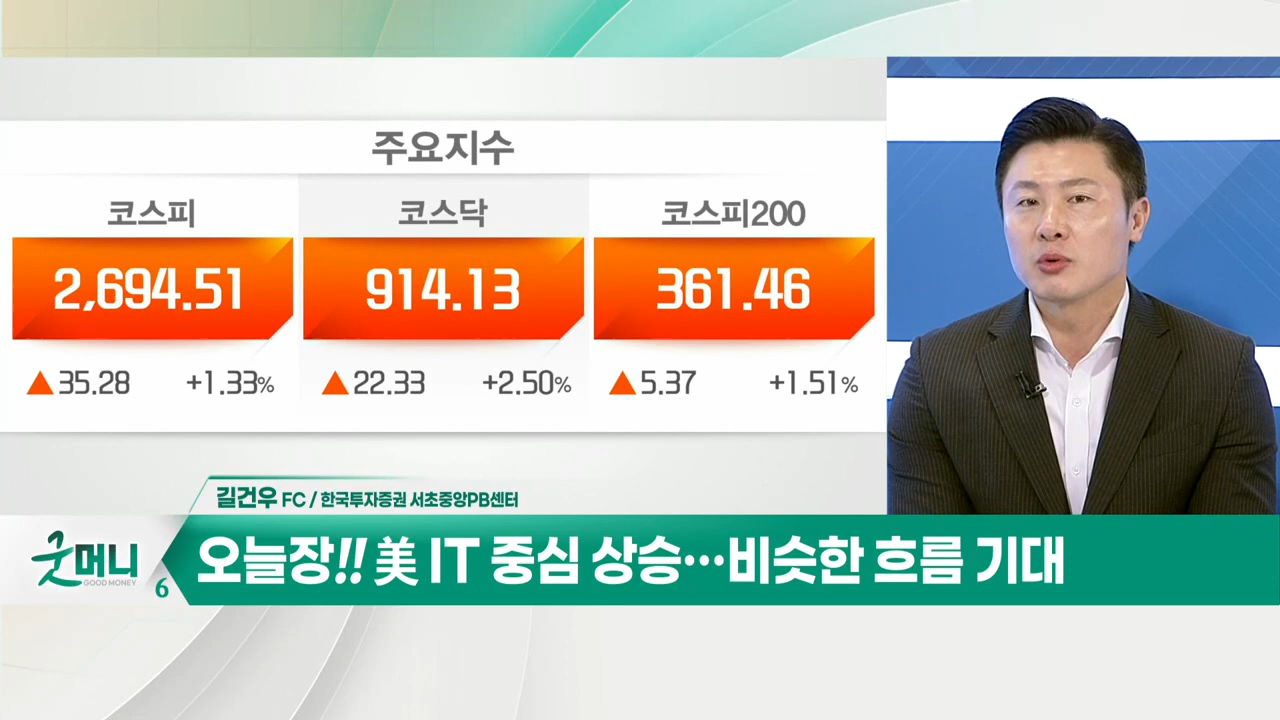 주요지수
코스피
2,694.51
▲35.28 +1.33%
코스닥
914.13
▲22.33 +2.50%
코스피200
361.46
▲5.37 +1.51%
길건우 FC / 한국투자증권 서초중앙PB센터
굿머니
GOOD MONEY
6
오늘장!! 美 IT 중심 상승…비슷한 흐름 기대